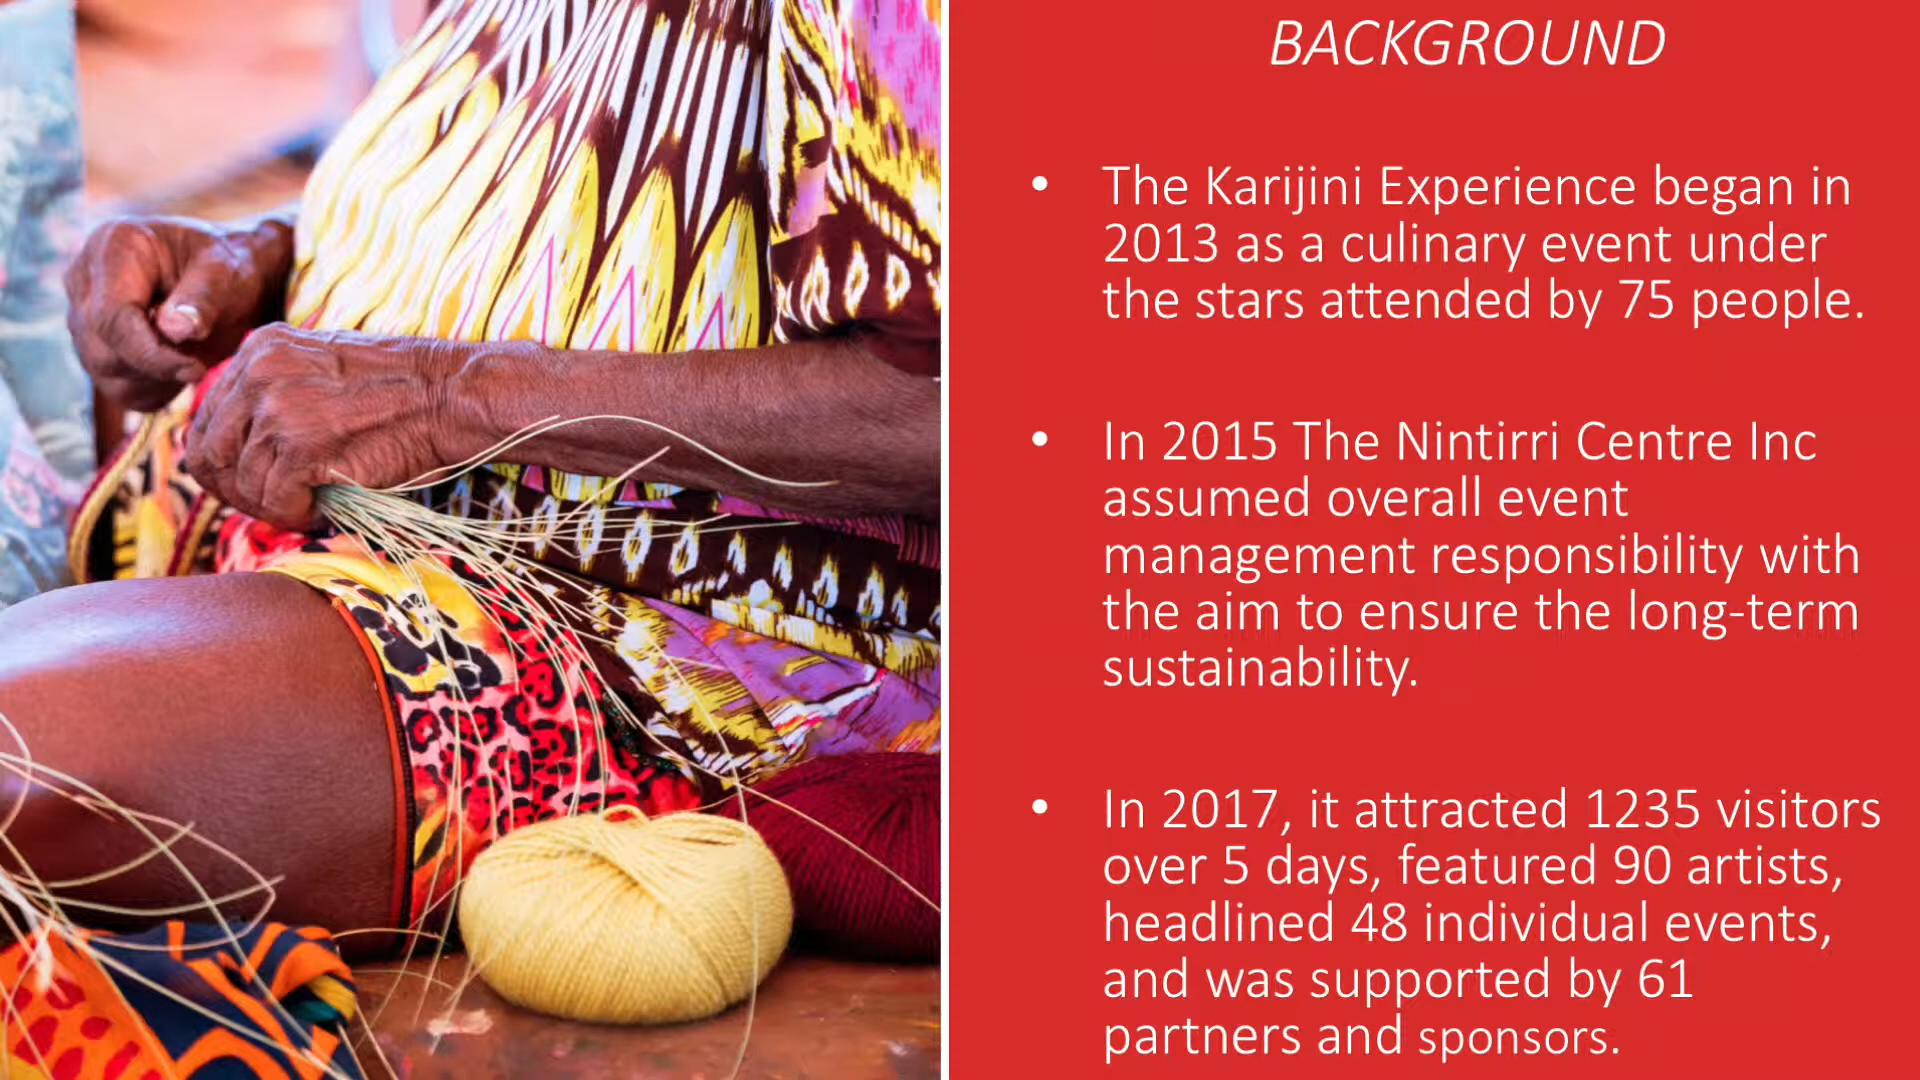 BACKGROUND
• The Karijini Experience began in
2013 as a culinary event under
the stars attended by 75 people.
• In 2015 The Nintirri Centre Inc
assumed overall event
management responsibility with
the aim to ensure the long-term
sustainability.
• In 2017, it attracted 1235 visitors
over 5 days, featured 90 artists,
headlined 48 individual events,
and was supported by 61
partners and sponsors.